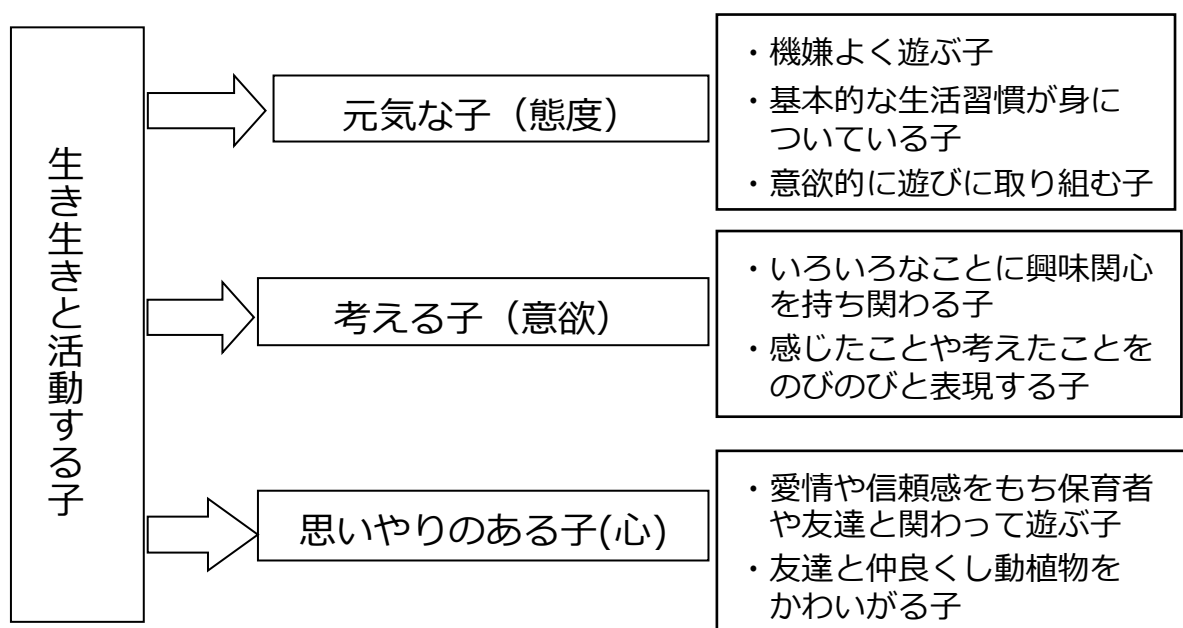 生き生きと活動する子
元気な子（態度）
・機嫌よく遊ぶ子
・基本的な生活習慣が身に
ついている子
・意欲的に遊びに取り組む子
考える子（意欲）
・いろいろなことに興味関心
を持ち関わる子
・感じたことや考えたことを
のびのびと表現する子
思いやりのある子(心)
・愛情や信頼感をもち保育者
や友達と関わって遊ぶ子
・友達と仲良くし動植物を
かわいがる子